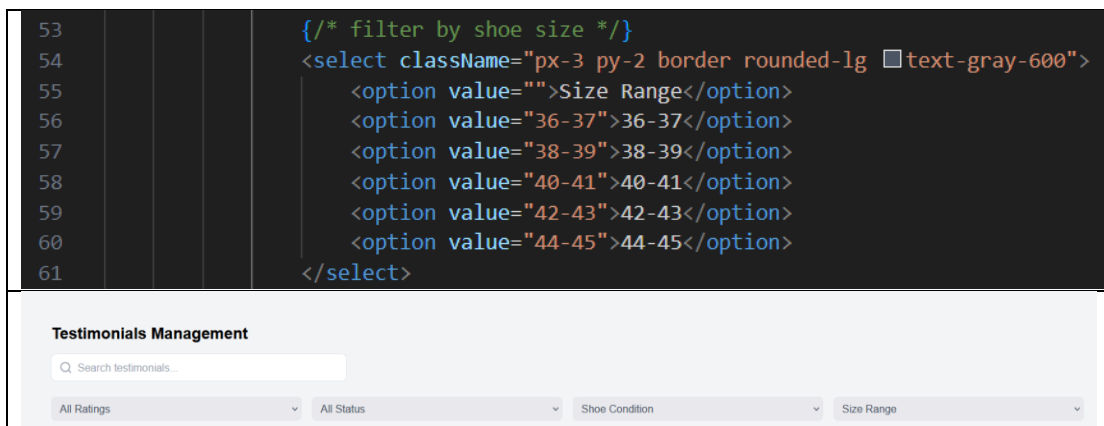 53 {/* filter by shoe size */}
54 <select className="px-3 py-2 border rounded-lg text-gray-600">
55 <option value="">Size Range</option>
56 <option value="36-37">36-37</option>
57 <option value="38-39">38-39</option>
58 <option value="40-41">40-41</option>
59 <option value="42-43">42-43</option>
60 <option value="44-45">44-45</option>
61 </select>
Testimonials Management
Search testimonials...
All Ratings All Status Shoe Condition Size Range